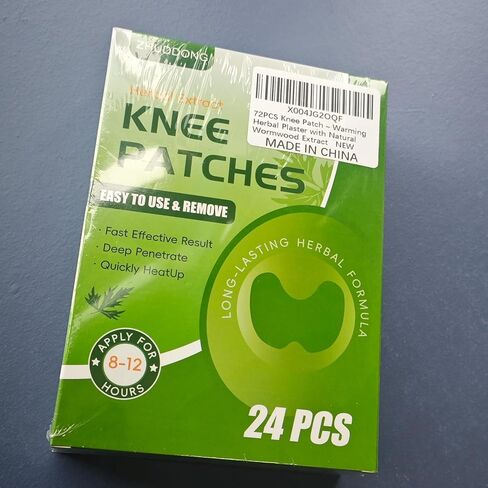 ZHUDDONG
Herbal Extract
KNEE
PATCHES
EASY TO USE & REMOVE
· Fast Effective Result
· Deep Penetrate
· Quickly HeatUp
X004JG2OQF
72PCS Knee Patch – Warming
Herbal Plaster with Natural
Wormwood Extract NEW
MADE IN CHINA
LONG-LASTING HERBAL FORMULA
APPLY FOR
8-12
HOURS
24 PCS